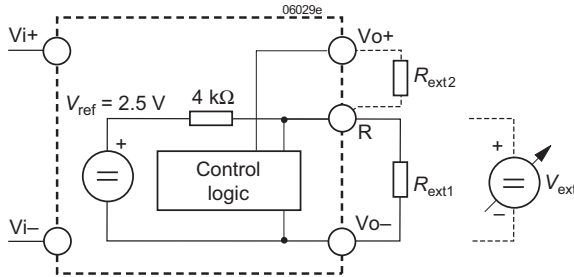 06029e
Vi+
Vo+
Rext2
Vref = 2.5 V
4 kΩ
R
+
Control
logic
Rext1
+
Vext
–
Vi–
Vo–